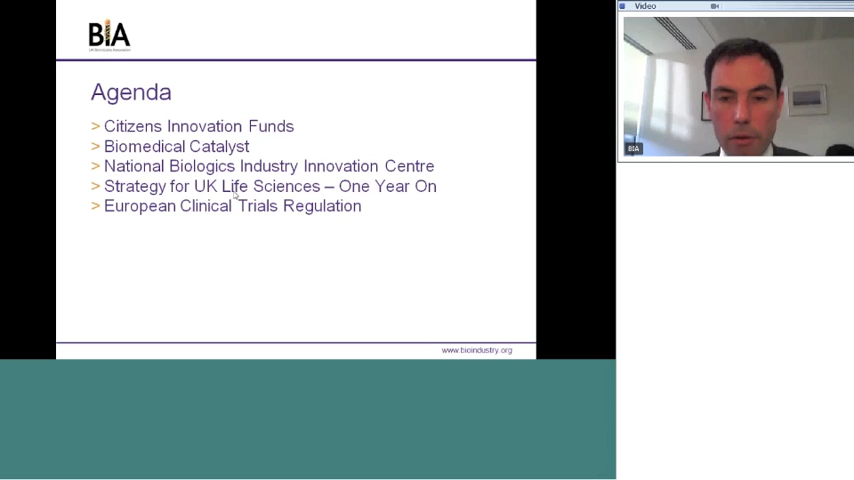 Video
BIA
Agenda
> Citizens Innovation Funds
> Biomedical Catalyst
> National Biologics Industry Innovation Centre
> Strategy for UK Life Sciences – One Year On
> European Clinical Trials Regulation
BIA
www.bioindustry.org